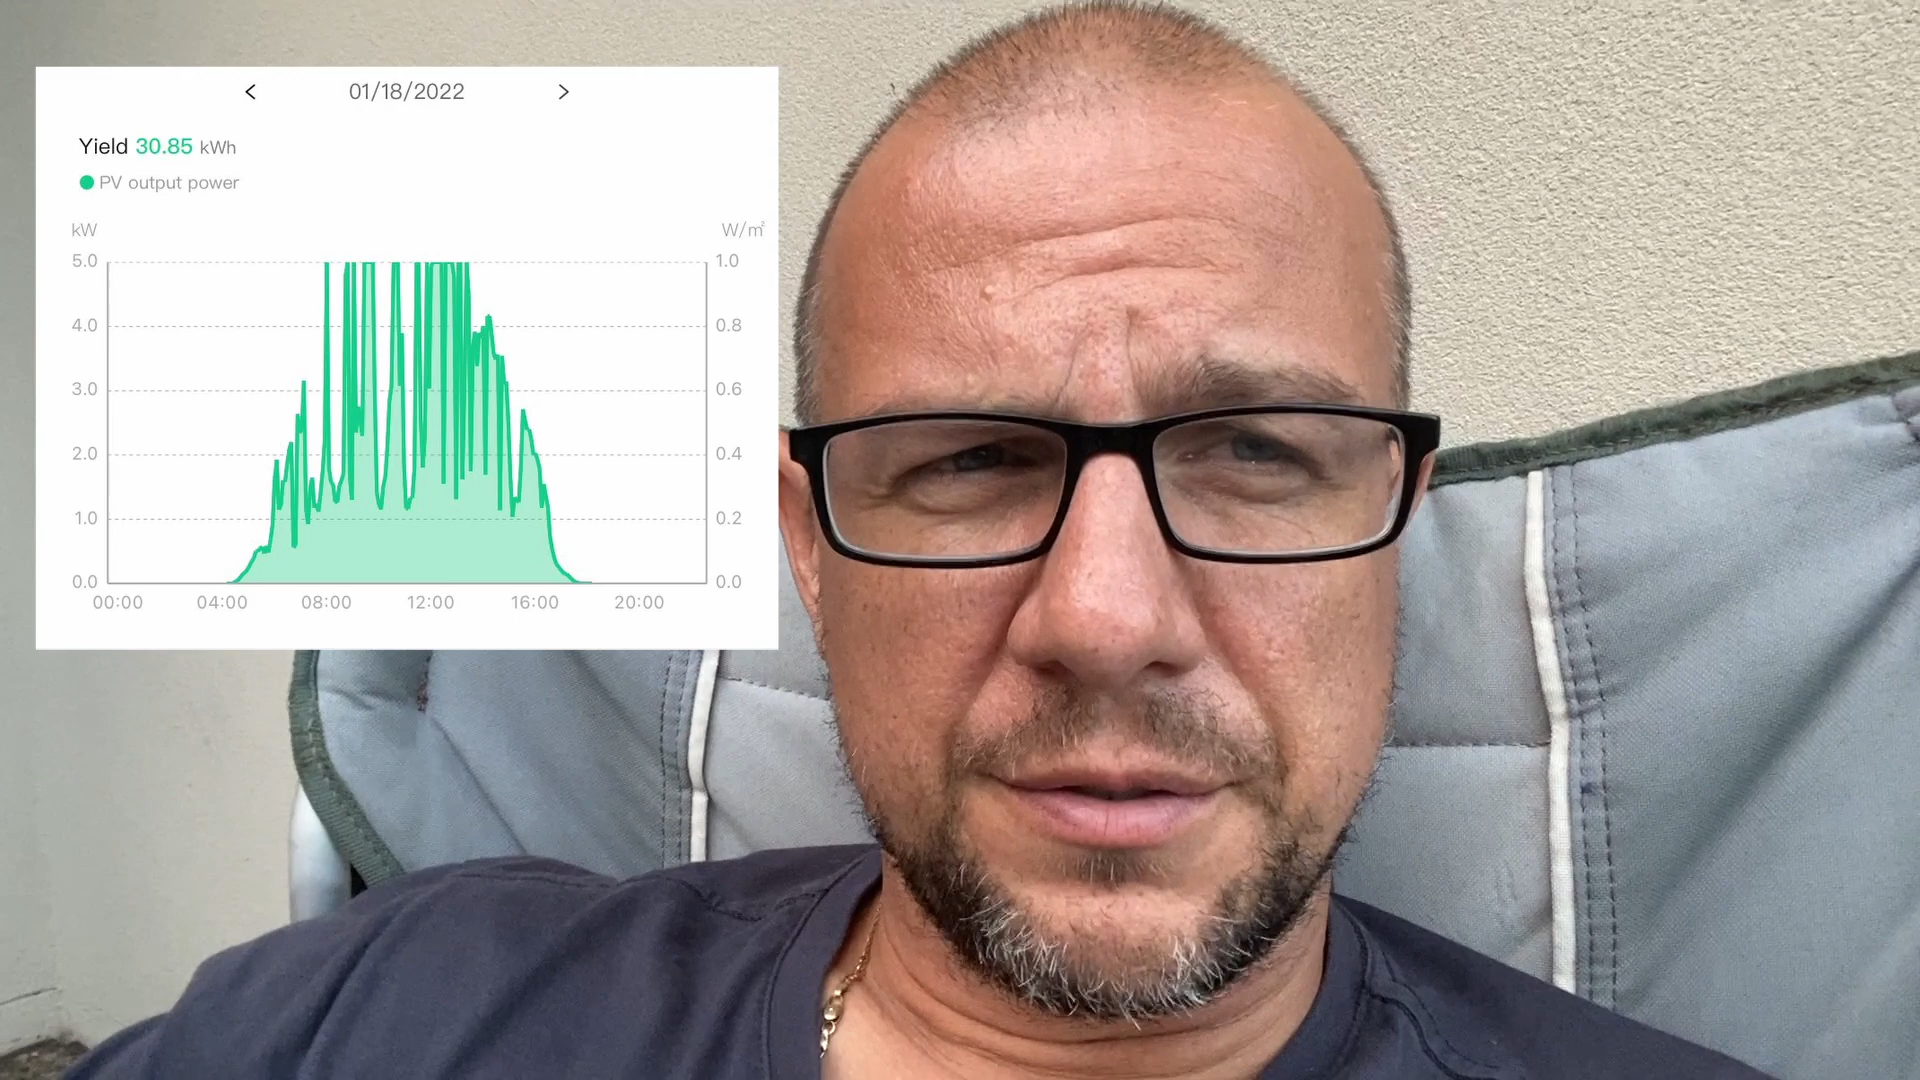 < 01/18/2022 >
Yield 30.85 kWh
PV output power
kW W/㎡
5.0 1.0
4.0 0.8
3.0 0.6
2.0 0.4
1.0 0.2
0.0 0.0
00:00 04:00 08:00 12:00 16:00 20:00